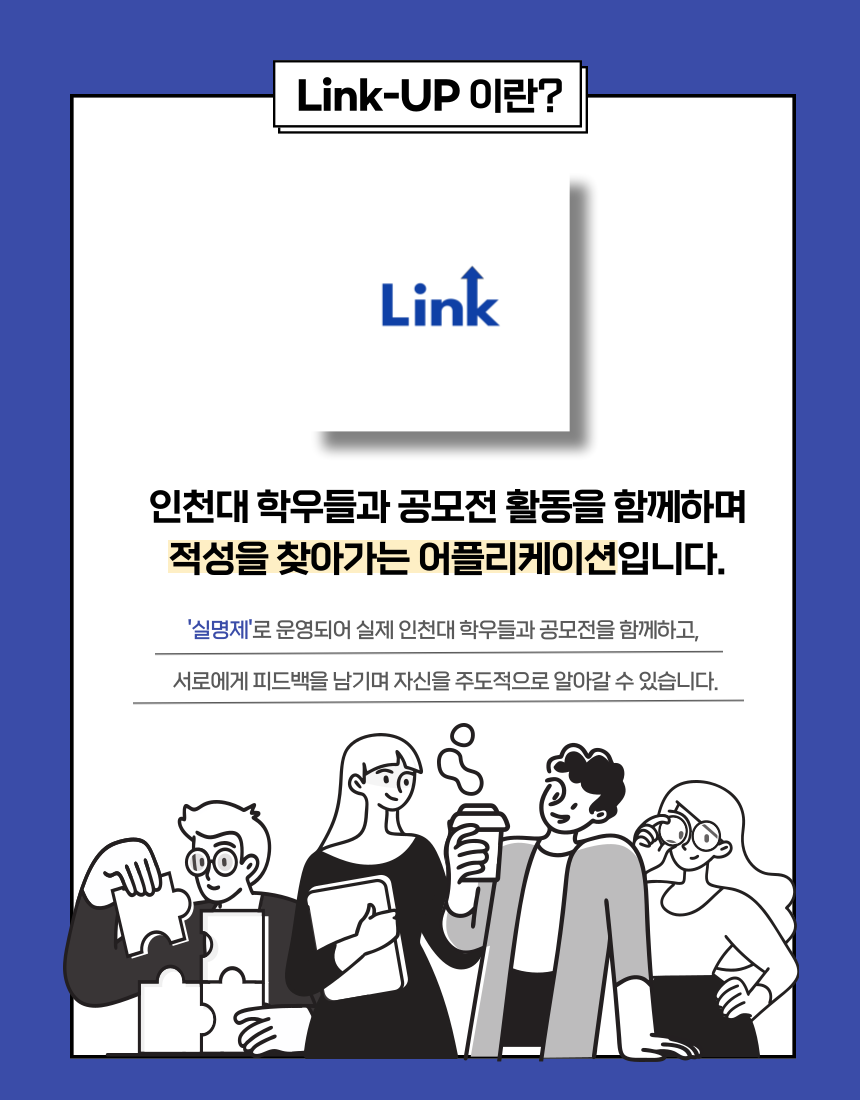 Link-UP 이란?
Link
인천대 학우들과 공모전 활동을 함께하며
적성을 찾아가는 어플리케이션입니다.
'실명제'로 운영되어 실제 인천대 학우들과 공모전을 함께하고,
서로에게 피드백을 남기며 자신을 주도적으로 알아갈 수 있습니다.